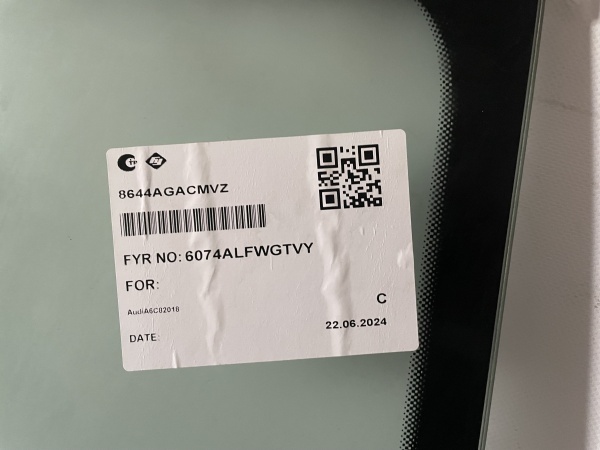 8644AGACMVZ
FYR NO: 6074ALFWGTVY
FOR:
AudiA6C82018
C
DATE: 22.06.2024